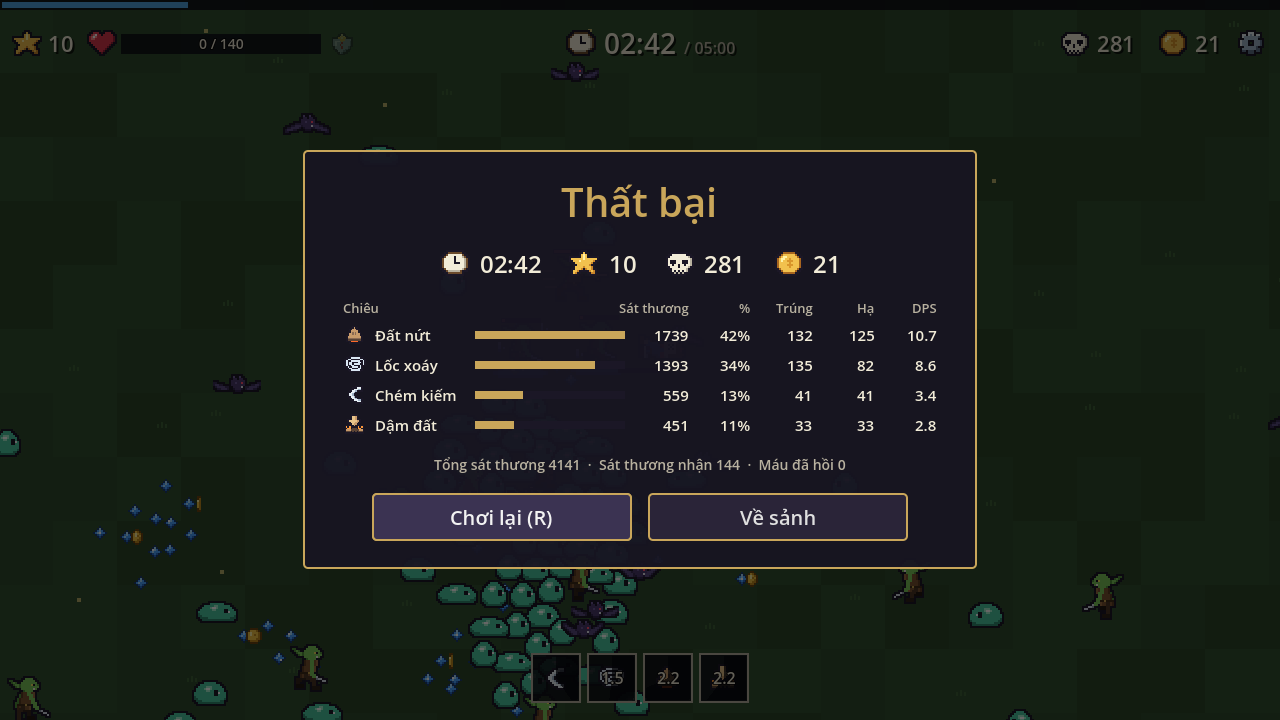 10
0 / 140
02:42 / 05:00
281
21
Thất bại
02:42
10
281
21
Chiêu Sát thương % Trúng Hạ DPS
Đất nứt 1739 42% 132 125 10.7
Lốc xoáy 1393 34% 135 82 8.6
Chém kiếm 559 13% 41 41 3.4
Dậm đất 451 11% 33 33 2.8
Tổng sát thương 4141 · Sát thương nhận 144 · Máu đã hồi 0
Chơi lại (R)
Về sảnh
2.2
2.2